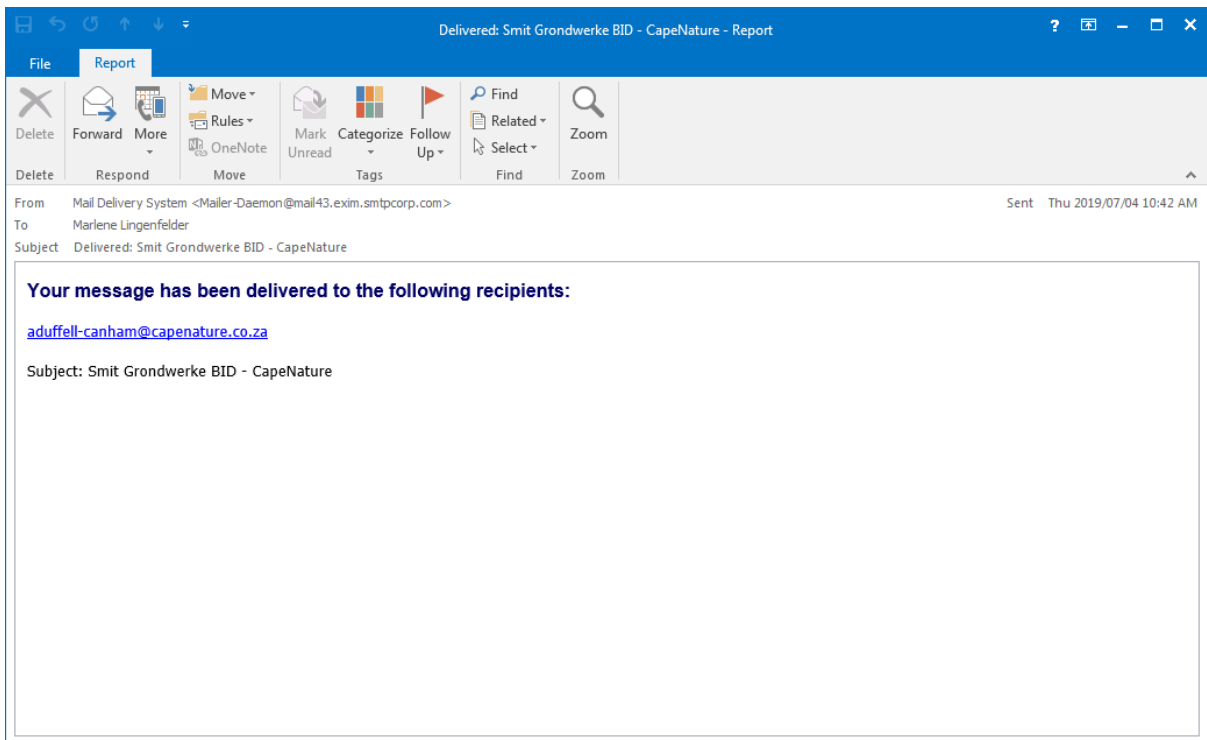 Delivered: Smit Grondwerke BID - CapeNature - Report
?
File Report
Delete
Forward
More
Move
Rules
OneNote
Mark Unread
Categorize
Follow Up
Find
Related
Select
Zoom
Delete Respond Move Tags Find Zoom
From Mail Delivery System <Mailer-Daemon@mail43.exim.smtpcorp.com> Sent Thu 2019/07/04 10:42 AM
To Marlene Lingenfelder
Subject Delivered: Smit Grondwerke BID - CapeNature
Your message has been delivered to the following recipients:
aduffell-canham@capenature.co.za
Subject: Smit Grondwerke BID - CapeNature